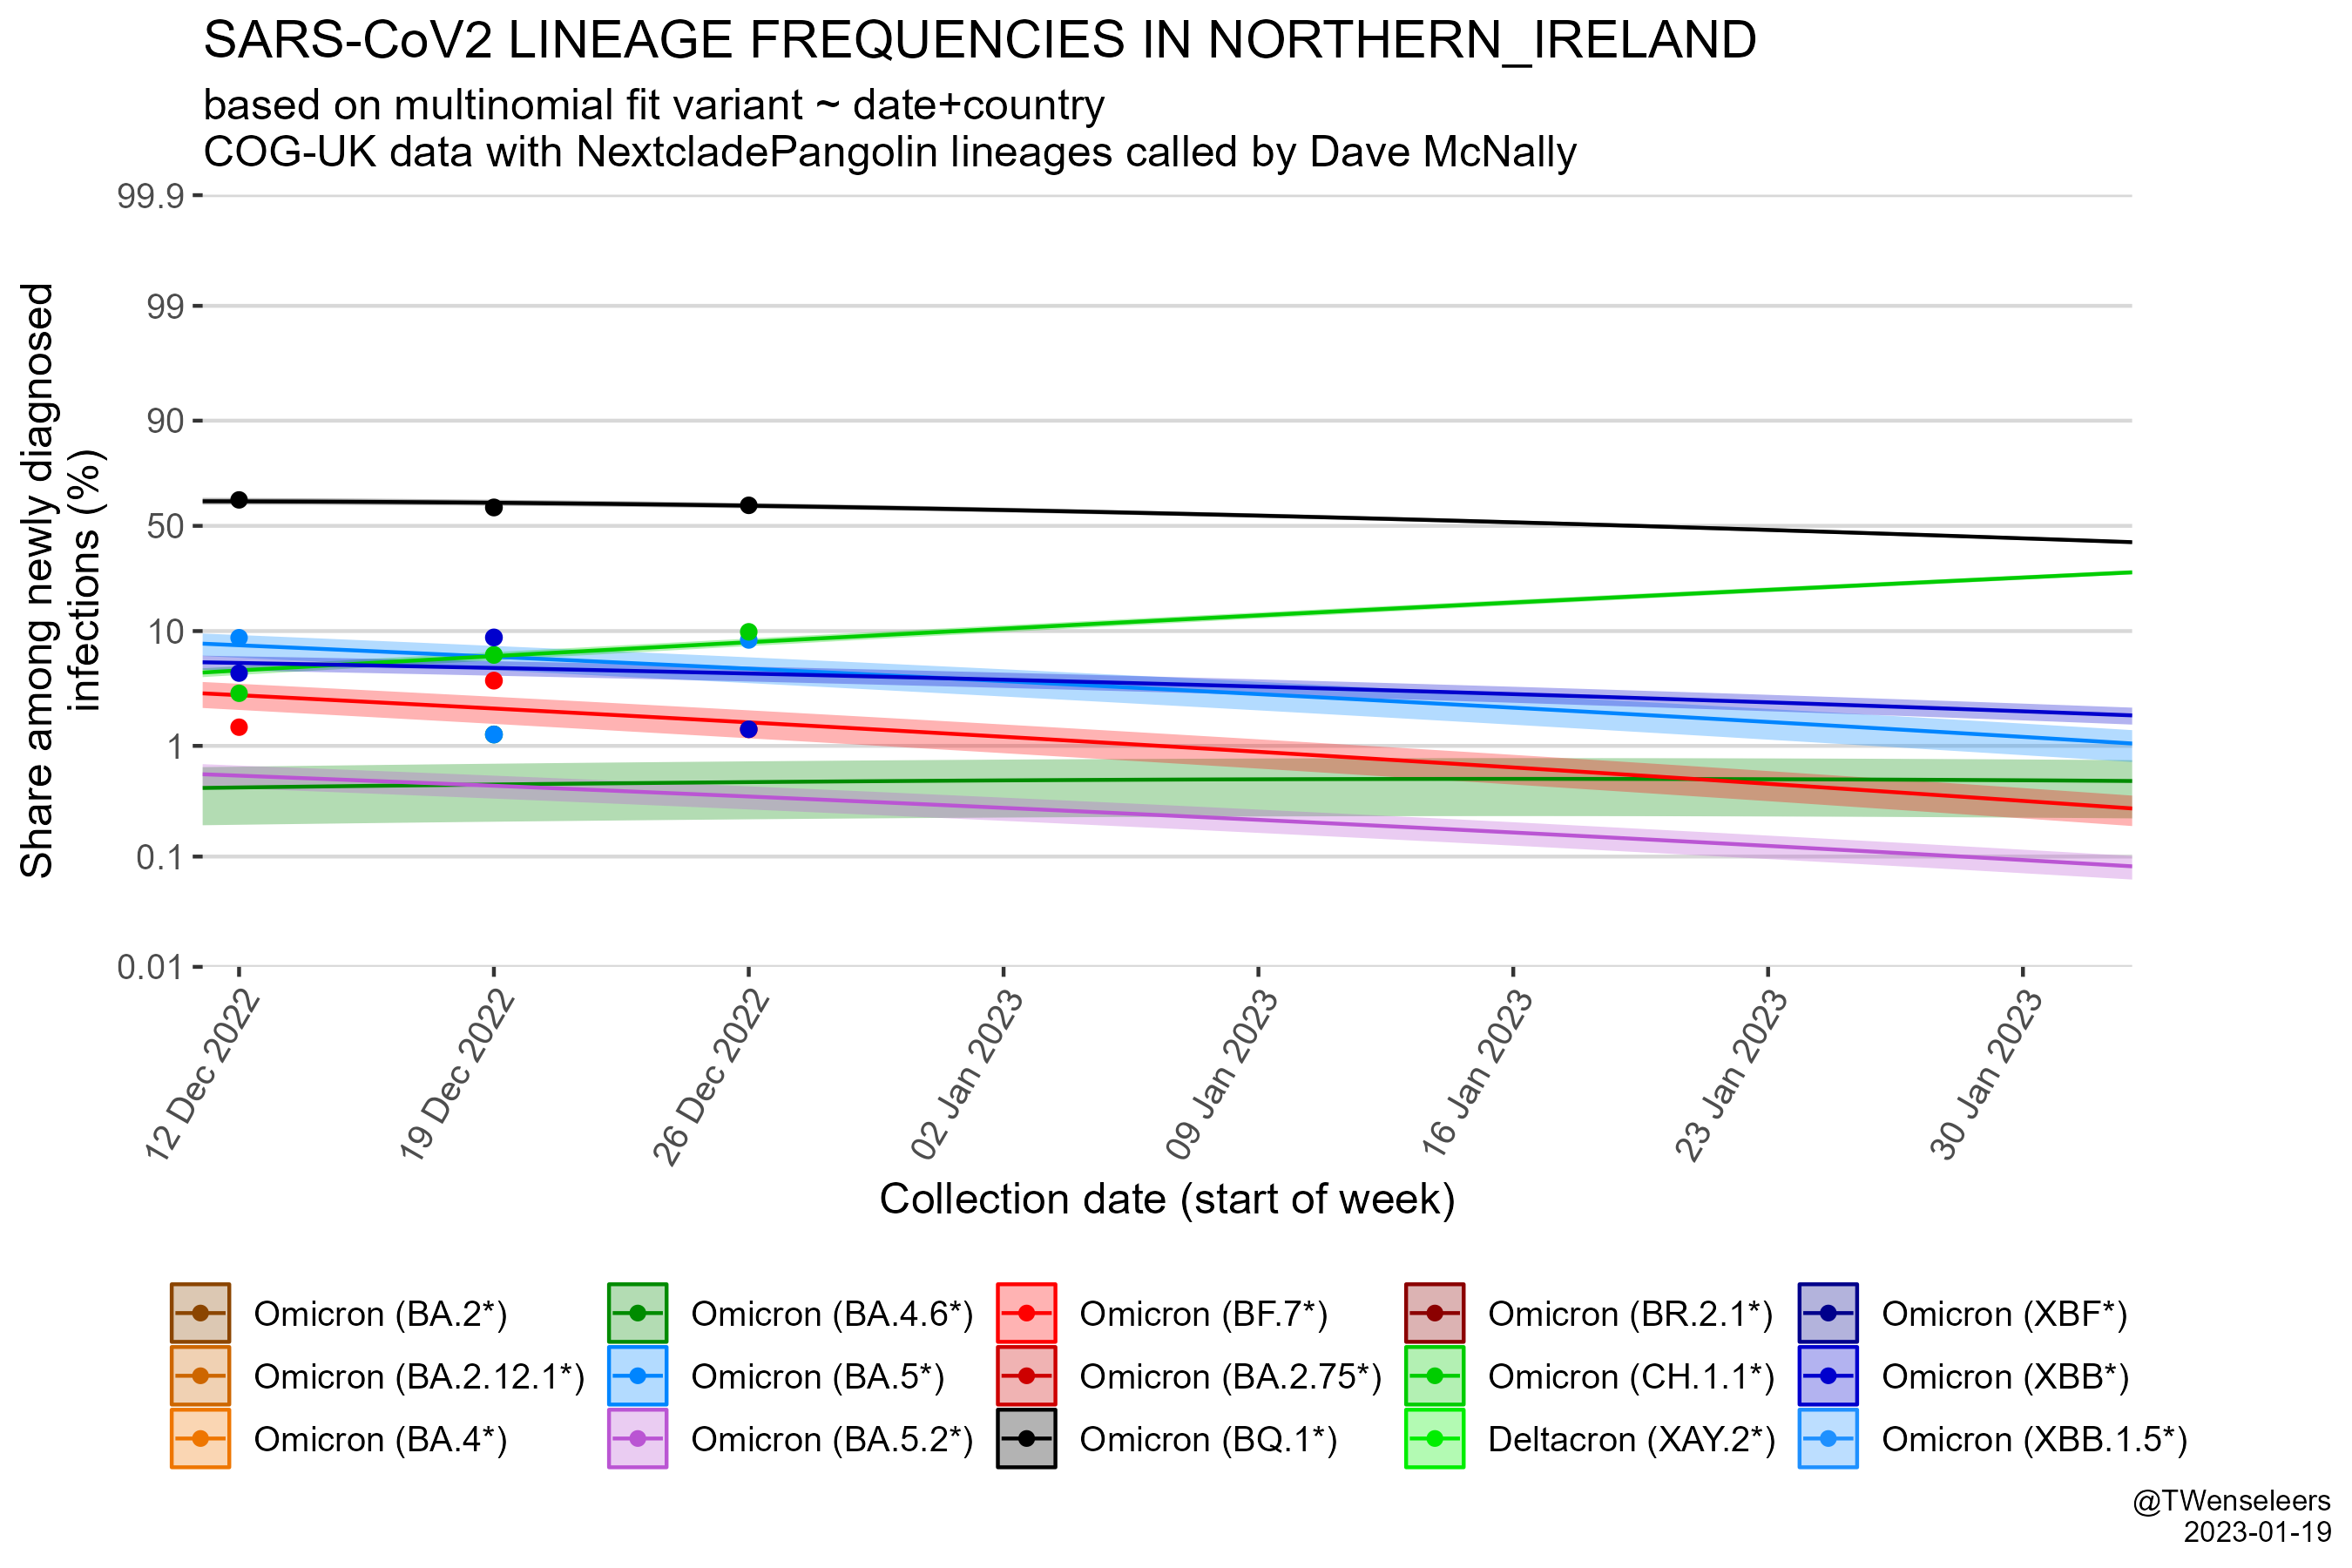 SARS-CoV2 LINEAGE FREQUENCIES IN NORTHERN_IRELAND
based on multinomial fit variant ~ date+country
COG-UK data with NextcladePangolin lineages called by Dave McNally
Share among newly diagnosed
infections (%)
99.9
99
90
50
10
1
0.1
0.01
12 Dec 2022
19 Dec 2022
26 Dec 2022
02 Jan 2023
09 Jan 2023
16 Jan 2023
23 Jan 2023
30 Jan 2023
Collection date (start of week)
Omicron (BA.2*)
Omicron (BA.4.6*)
Omicron (BF.7*)
Omicron (BR.2.1*)
Omicron (XBF*)
Omicron (BA.2.12.1*)
Omicron (BA.5*)
Omicron (BA.2.75*)
Omicron (CH.1.1*)
Omicron (XBB*)
Omicron (BA.4*)
Omicron (BA.5.2*)
Omicron (BQ.1*)
Deltacron (XAY.2*)
Omicron (XBB.1.5*)
@TWenseleers
2023-01-19